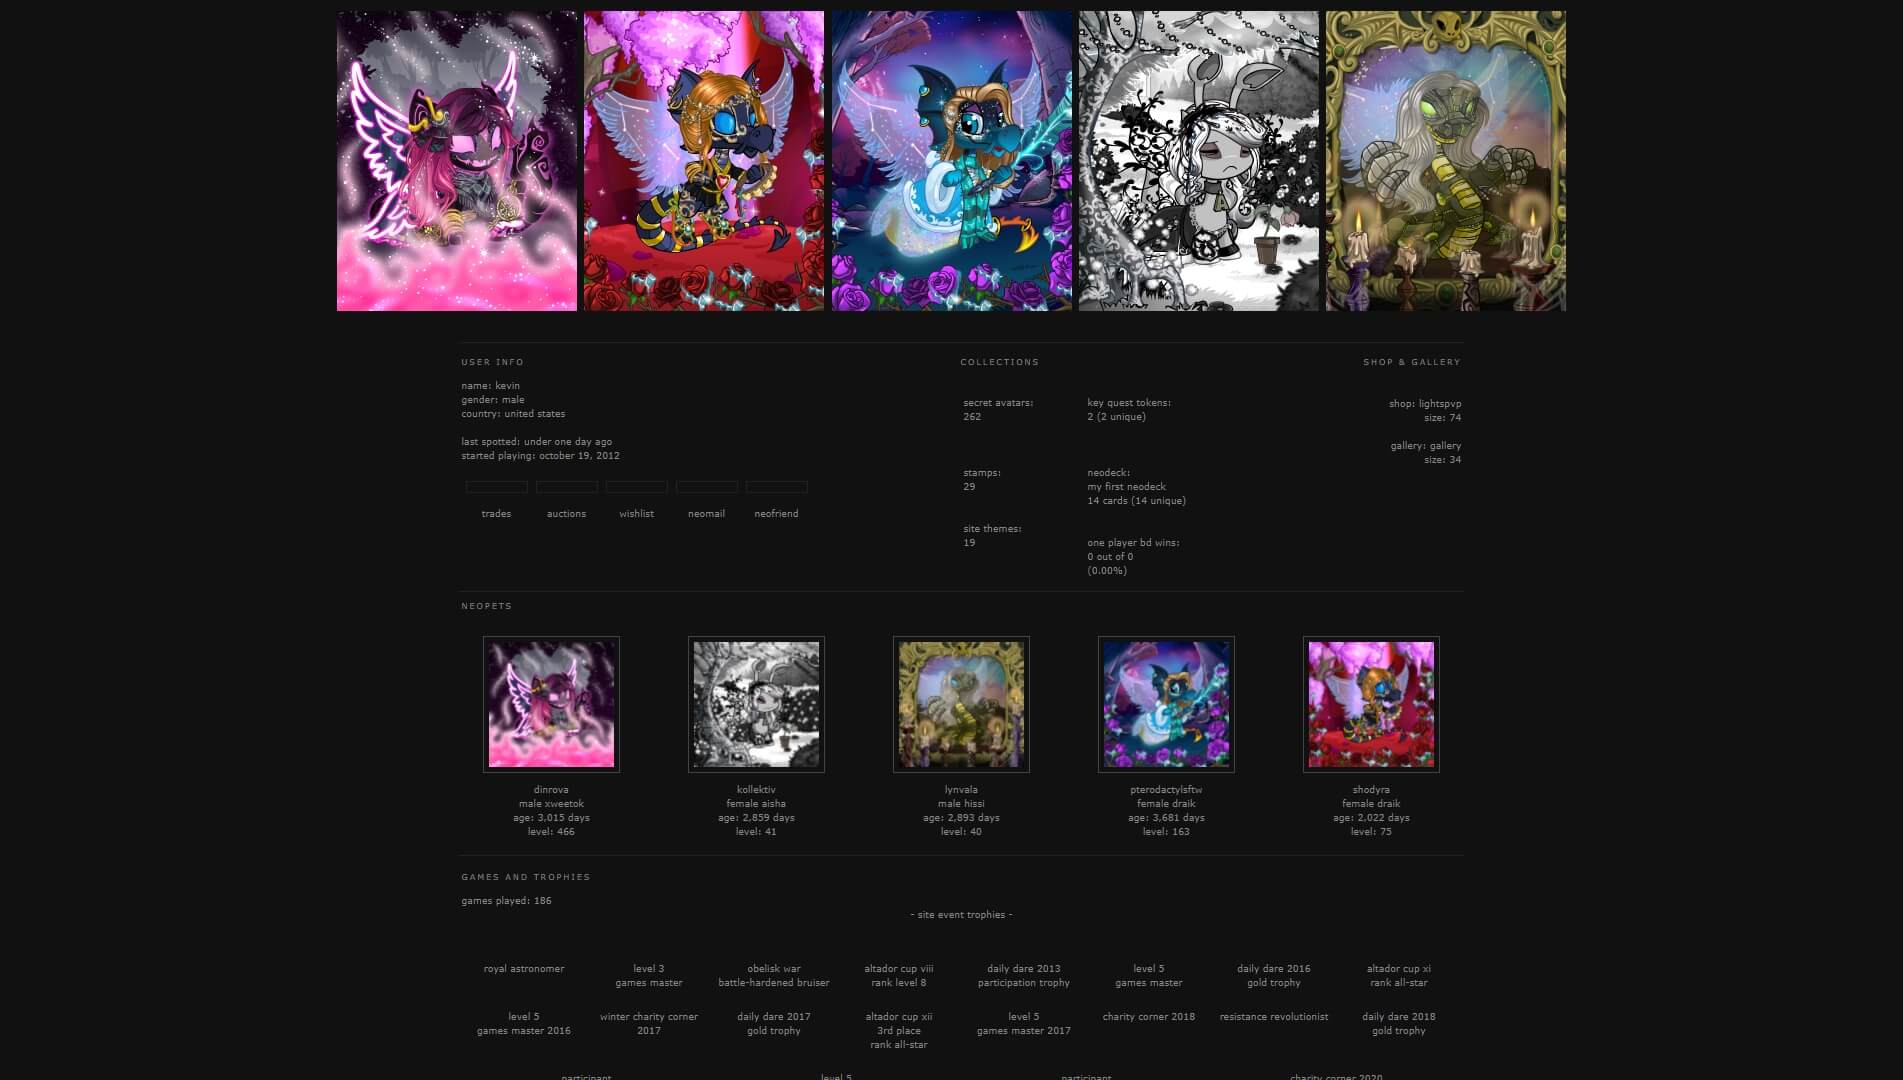 USER INFO
name: kevin
gender: male
country: united states
last spotted: under one day ago
started playing: october 19, 2012
trades auctions wishlist neomail neofriend
COLLECTIONS
secret avatars:
262
key quest tokens:
2 (2 unique)
stamps:
29
neodeck:
my first neodeck
14 cards (14 unique)
site themes:
19
one player bd wins:
0 out of 0
(0.00%)
SHOP & GALLERY
shop: lightspvp
size: 74
gallery: gallery
size: 34
NEOPETS
dinrova
male xweetok
age: 3,015 days
level: 466
kollektiv
female aisha
age: 2,859 days
level: 41
lynvala
male hissi
age: 2,893 days
level: 40
pterodactylsftw
female draik
age: 3,681 days
level: 163
shodyra
female draik
age: 2,022 days
level: 75
GAMES AND TROPHIES
games played: 186
- site event trophies -
royal astronomer
level 3
games master
obelisk war
battle-hardened bruiser
altador cup viii
rank level 8
daily dare 2013
participation trophy
level 5
games master
daily dare 2016
gold trophy
altador cup xi
rank all-star
level 5
games master 2016
winter charity corner
2017
daily dare 2017
gold trophy
altador cup xii
3rd place
rank all-star
level 5
games master 2017
charity corner 2018
resistance revolutionist
daily dare 2018
gold trophy
participant
level 5
participant
charity corner 2020